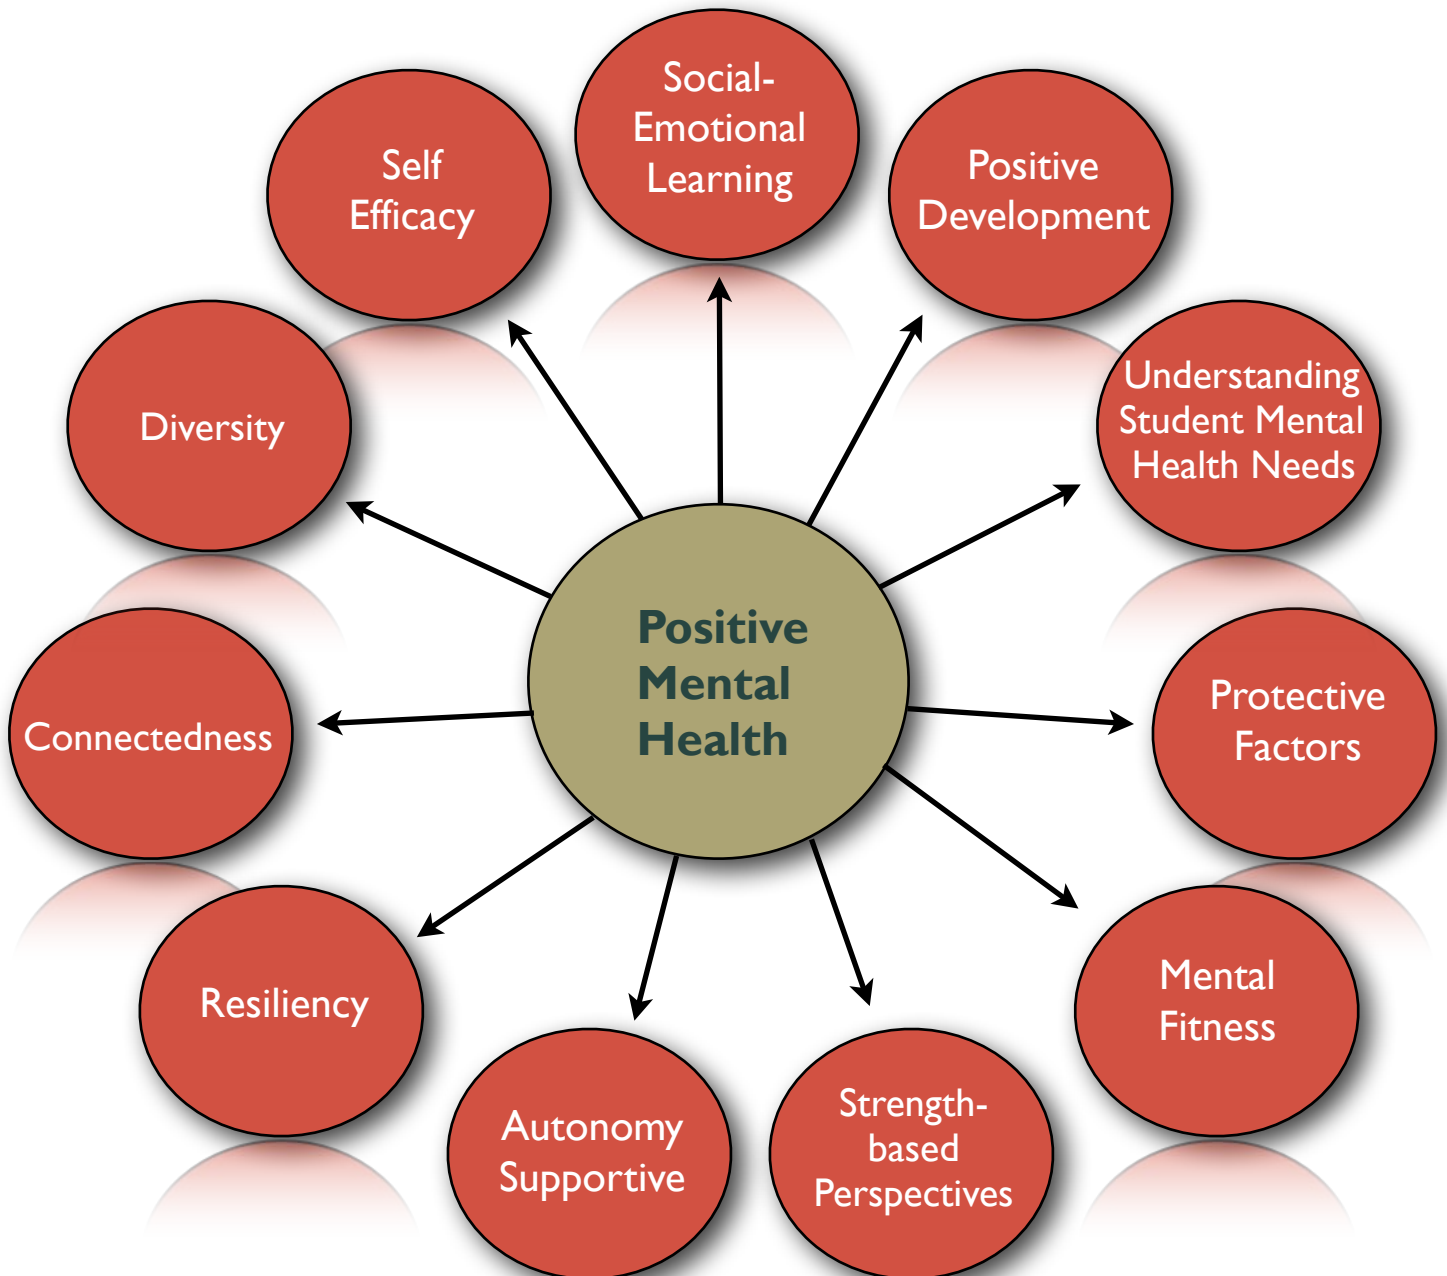 Social-
Emotional
Learning
Positive
Development
Understanding
Student Mental
Health Needs
Protective
Factors
Mental
Fitness
Strength-
based
Perspectives
Autonomy
Supportive
Resiliency
Connectedness
Diversity
Self
Efficacy
Positive
Mental
Health